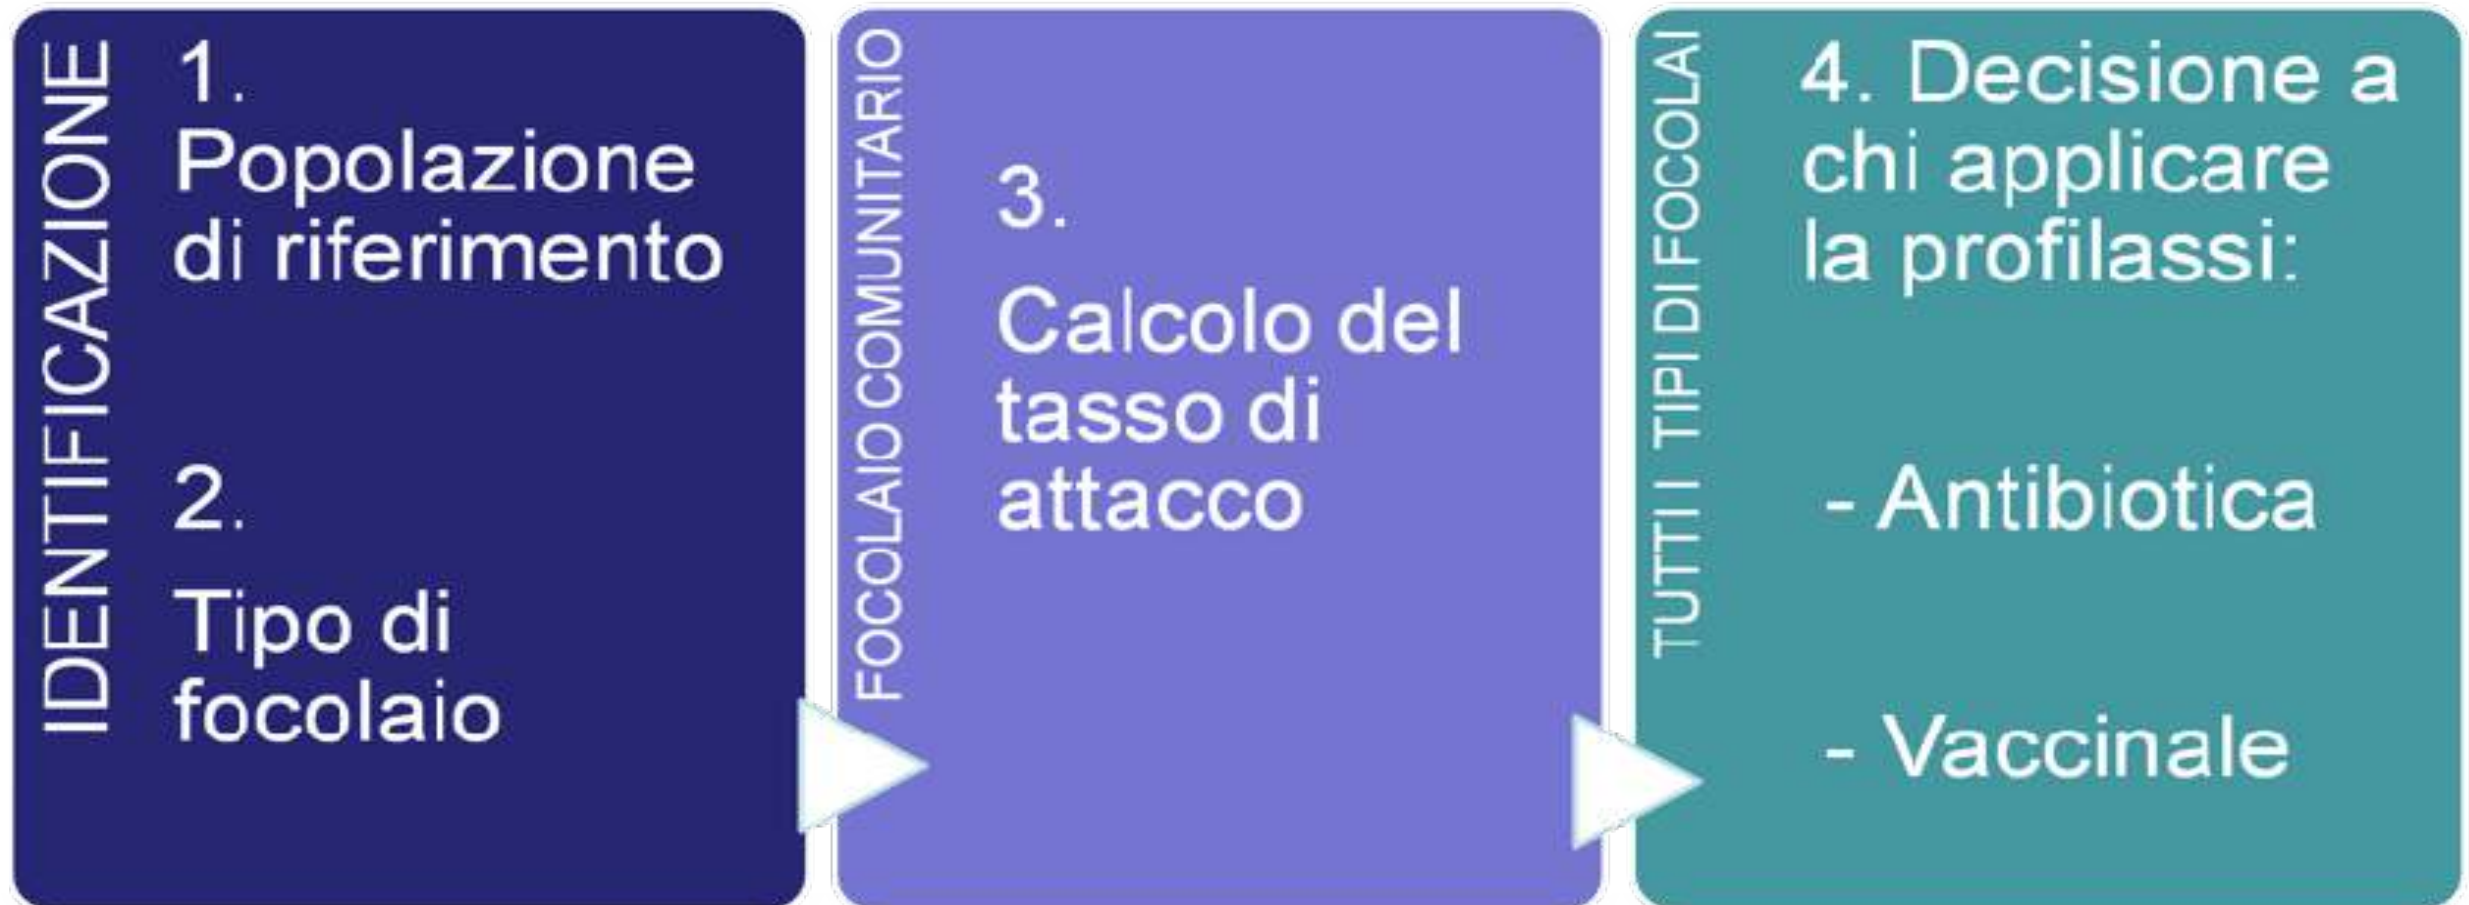 IDENTIFICAZIONE
1.
Popolazione
di riferimento
2.
Tipo di
focolaio
FOCOLAIO COMUNITARIO
3.
Calcolo del
tasso di
attacco
TUTTI I TIPI DI FOCOLAI
4. Decisione a
chi applicare
la profilassi:
- Antibiotica
- Vaccinale